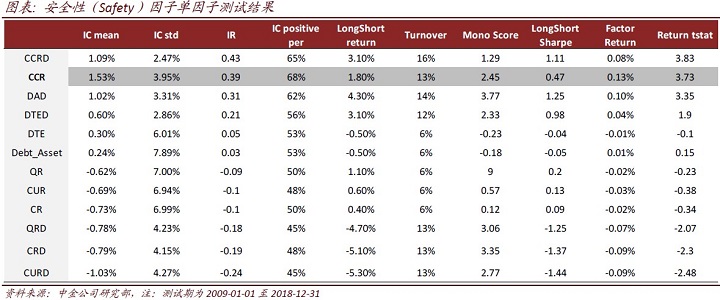 图表: 安全性（Safety）因子单因子测试结果
IC mean IC std IR IC positive per LongShort return Turnover Mono Score LongShort Sharpe Factor Return Return tstat
CCRD 1.09% 2.47% 0.43 65% 3.10% 16% 1.29 1.11 0.08% 3.83
CCR 1.53% 3.95% 0.39 68% 1.80% 13% 2.45 0.47 0.13% 3.73
DAD 1.02% 3.31% 0.31 62% 4.30% 14% 3.77 1.25 0.10% 3.35
DTED 0.60% 2.86% 0.21 56% 3.10% 12% 2.33 0.98 0.04% 1.9
DTE 0.30% 6.01% 0.05 53% -0.50% 6% -0.23 -0.04 -0.01% -0.1
Debt_Asset 0.24% 7.89% 0.03 53% -0.50% 6% -0.18 -0.05 0.01% 0.15
QR -0.62% 7.00% -0.09 50% 1.10% 6% 9 0.2 -0.02% -0.23
CUR -0.69% 6.94% -0.1 48% 0.60% 6% 0.57 0.13 -0.03% -0.38
CR -0.73% 6.99% -0.1 50% 0.40% 6% 0.12 0.09 -0.02% -0.34
QRD -0.78% 4.23% -0.18 45% -4.70% 13% 3.06 -1.25 -0.07% -2.07
CRD -0.79% 4.15% -0.19 48% -5.10% 13% 3.35 -1.37 -0.09% -2.3
CURD -1.03% 4.27% -0.24 45% -5.30% 13% 2.77 -1.44 -0.09% -2.48
资料来源：中金公司研究部，注：测试期为 2009-01-01 至 2018-12-31